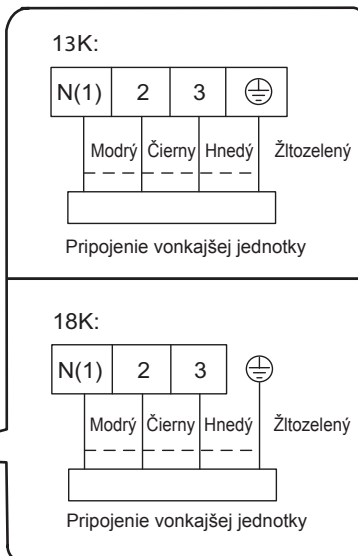 13K:
N(1) 2 3
Modrý Čierny Hnedý Žltozelený
Pripojenie vonkajšej jednotky
18K:
N(1) 2 3
Modrý Čierny Hnedý Žltozelený
Pripojenie vonkajšej jednotky